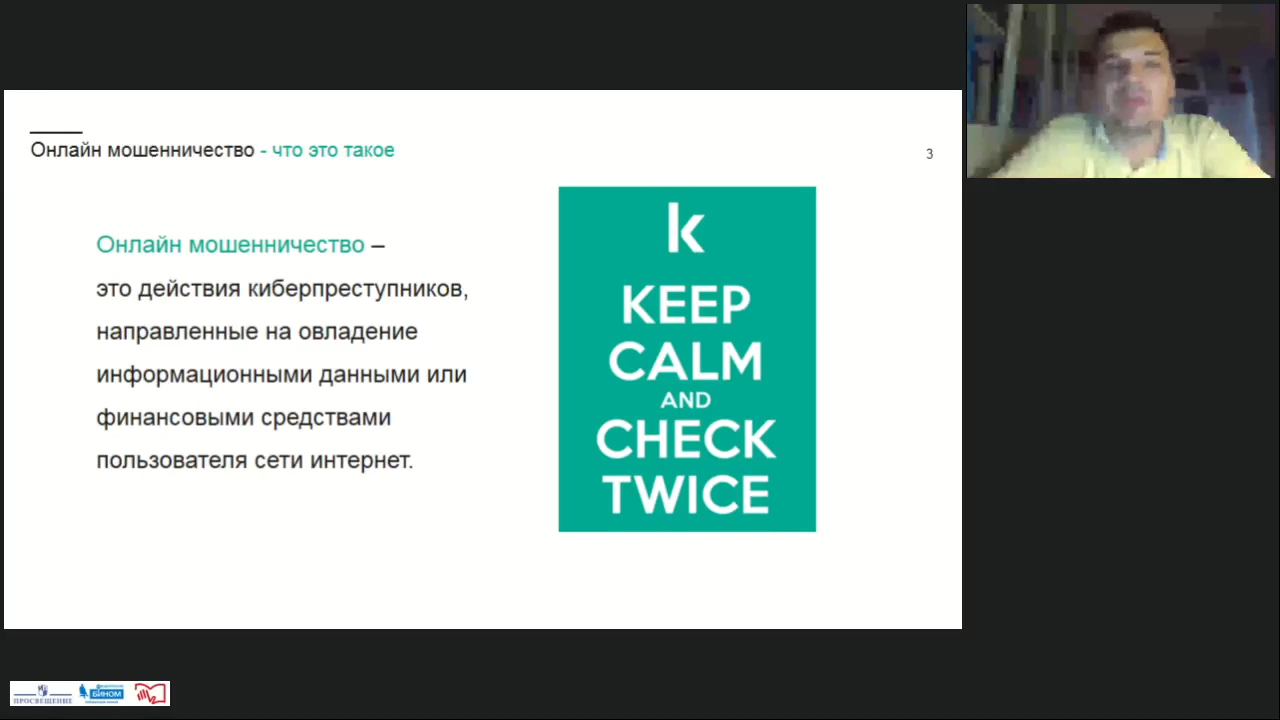 Онлайн мошенничество - что это такое
3
Онлайн мошенничество –
это действия киберпреступников,
направленные на овладение
информационными данными или
финансовыми средствами
пользователя сети интернет.
k
KEEP
CALM
AND
CHECK
TWICE
ПРОСВЕЩЕНИЕ
БИНОМ